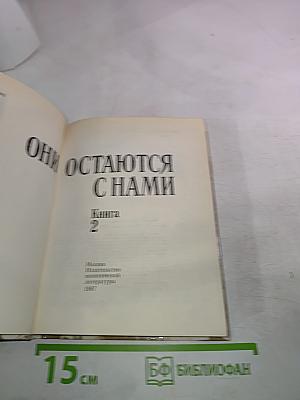 ОНИ ОСТАЮТСЯ
С НАМИ
Книга
2
Москва
Издательство
политической
литературы
1987
15 см
БФ БИБЛИОФАН